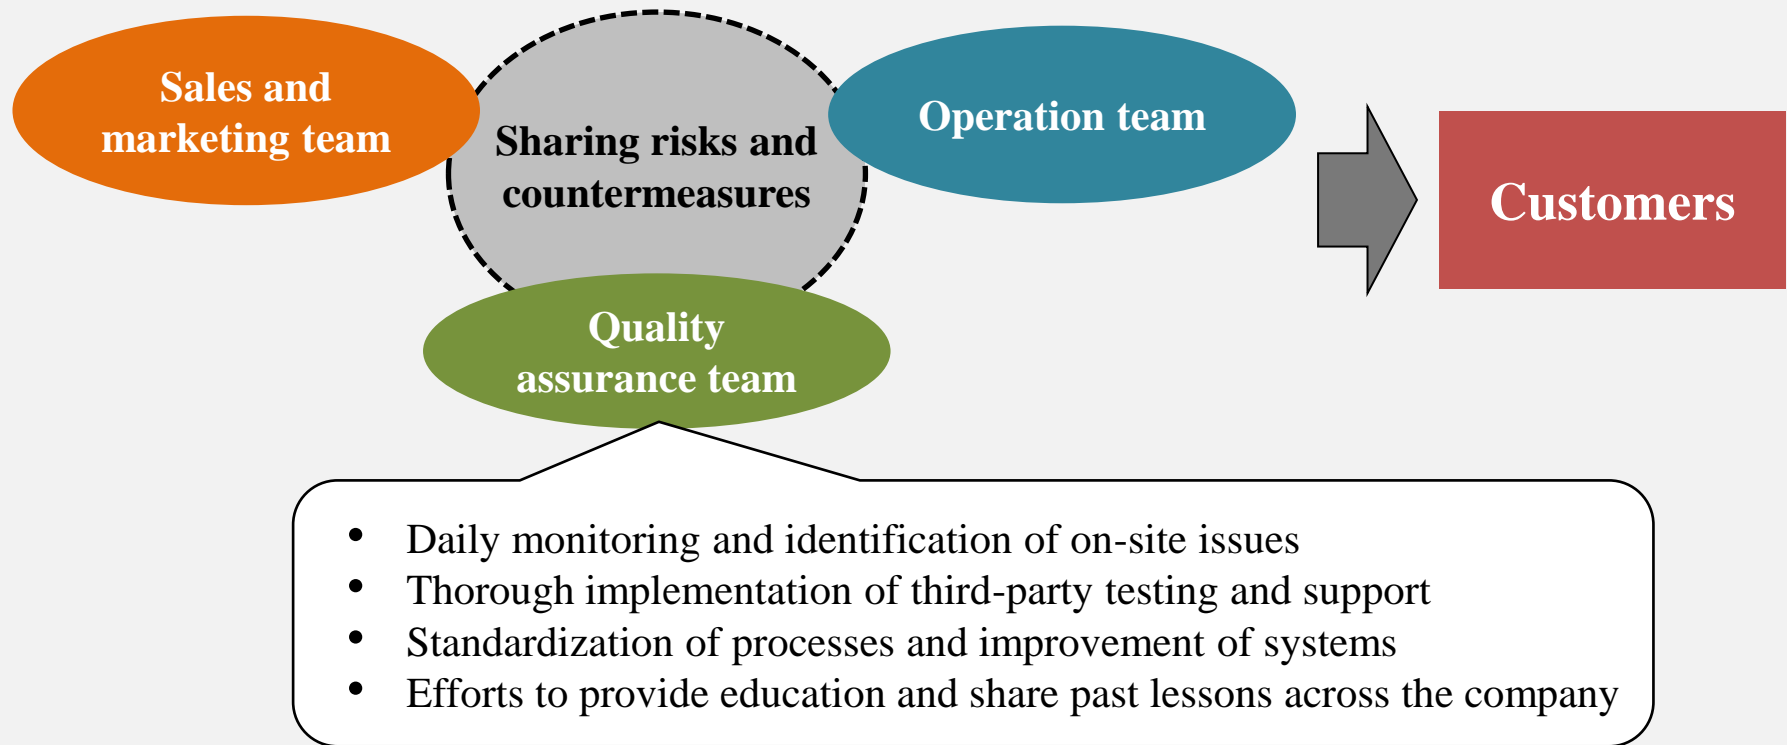 Sales and
marketing team
Sharing risks and
countermeasures
Operation team
Customers
Quality
assurance team
• Daily monitoring and identification of on-site issues
• Thorough implementation of third-party testing and support
• Standardization of processes and improvement of systems
• Efforts to provide education and share past lessons across the company